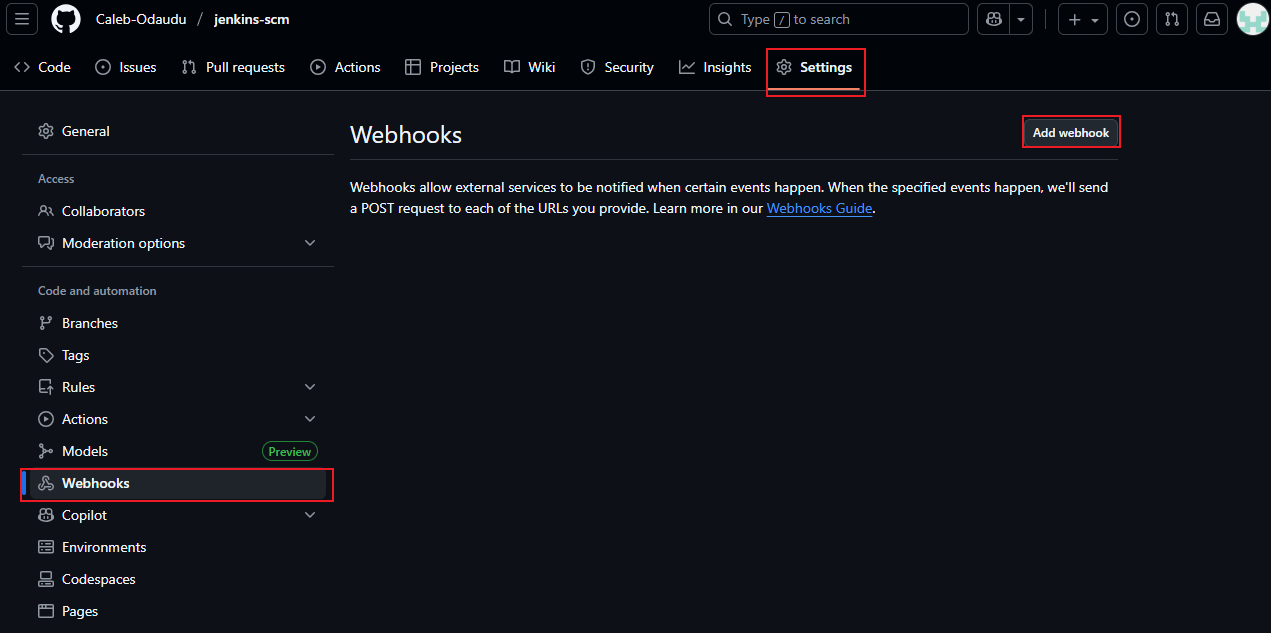 Caleb-Odaudu / jenkins-scm
Type / to search
Code Issues Pull requests Actions Projects Wiki Security Insights Settings
General
Access
Collaborators
Moderation options
Code and automation
Branches
Tags
Rules
Actions
Models Preview
Webhooks
Copilot
Environments
Codespaces
Pages
Webhooks
Add webhook
Webhooks allow external services to be notified when certain events happen. When the specified events happen, we'll send
a POST request to each of the URLs you provide. Learn more in our Webhooks Guide.